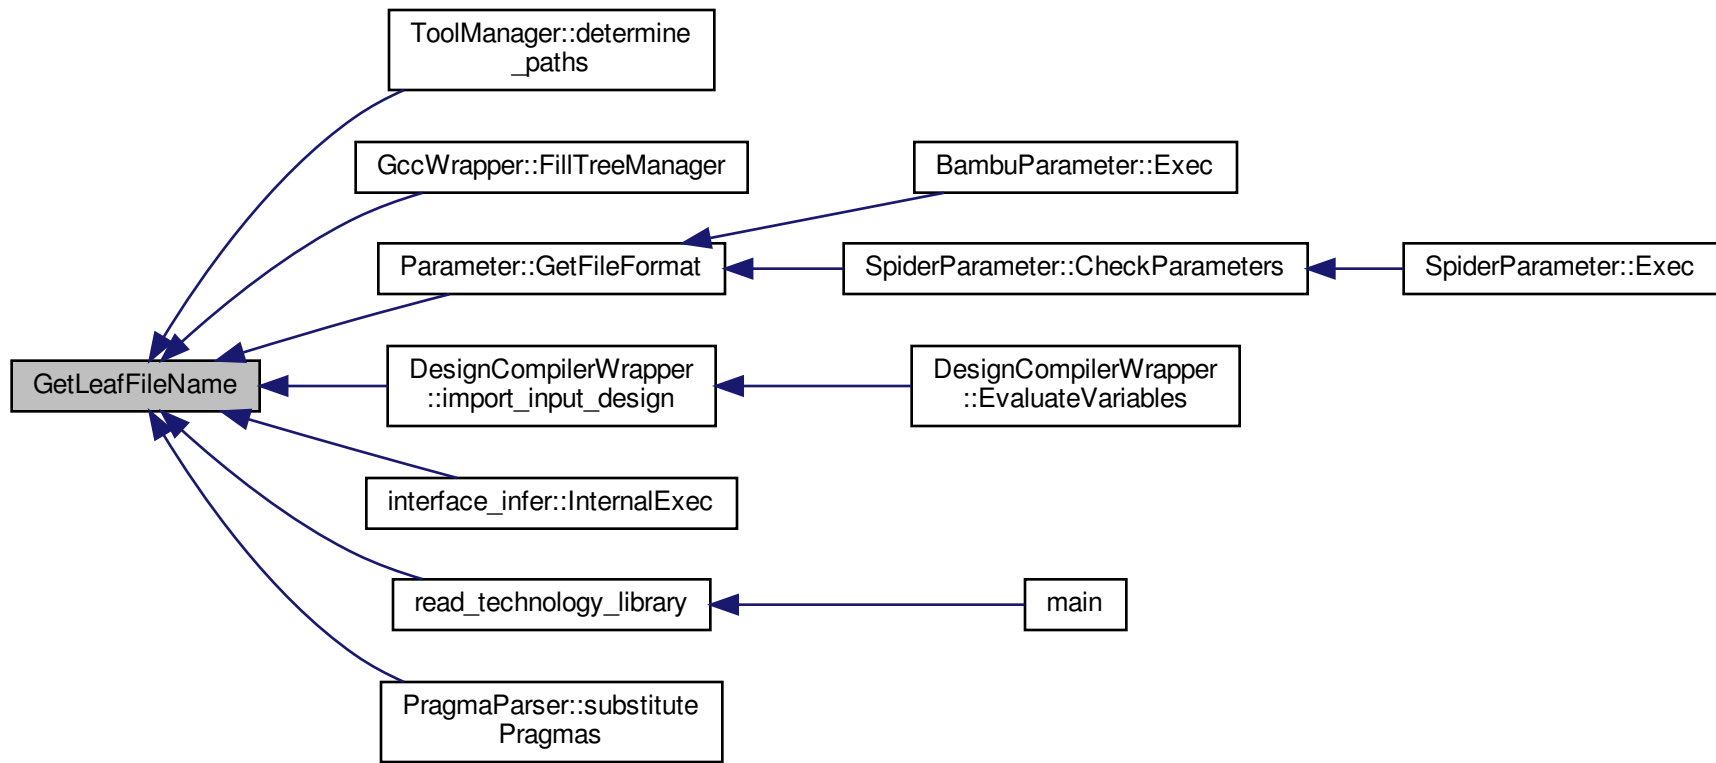 ToolManager::determine
_paths
GccWrapper::FillTreeManager
BambuParameter::Exec
Parameter::GetFileFormat
SpiderParameter::CheckParameters
SpiderParameter::Exec
GetLeafFileName
DesignCompilerWrapper
::import_input_design
DesignCompilerWrapper
::EvaluateVariables
interface_infer::InternalExec
read_technology_library
main
PragmaParser::substitute
Pragmas